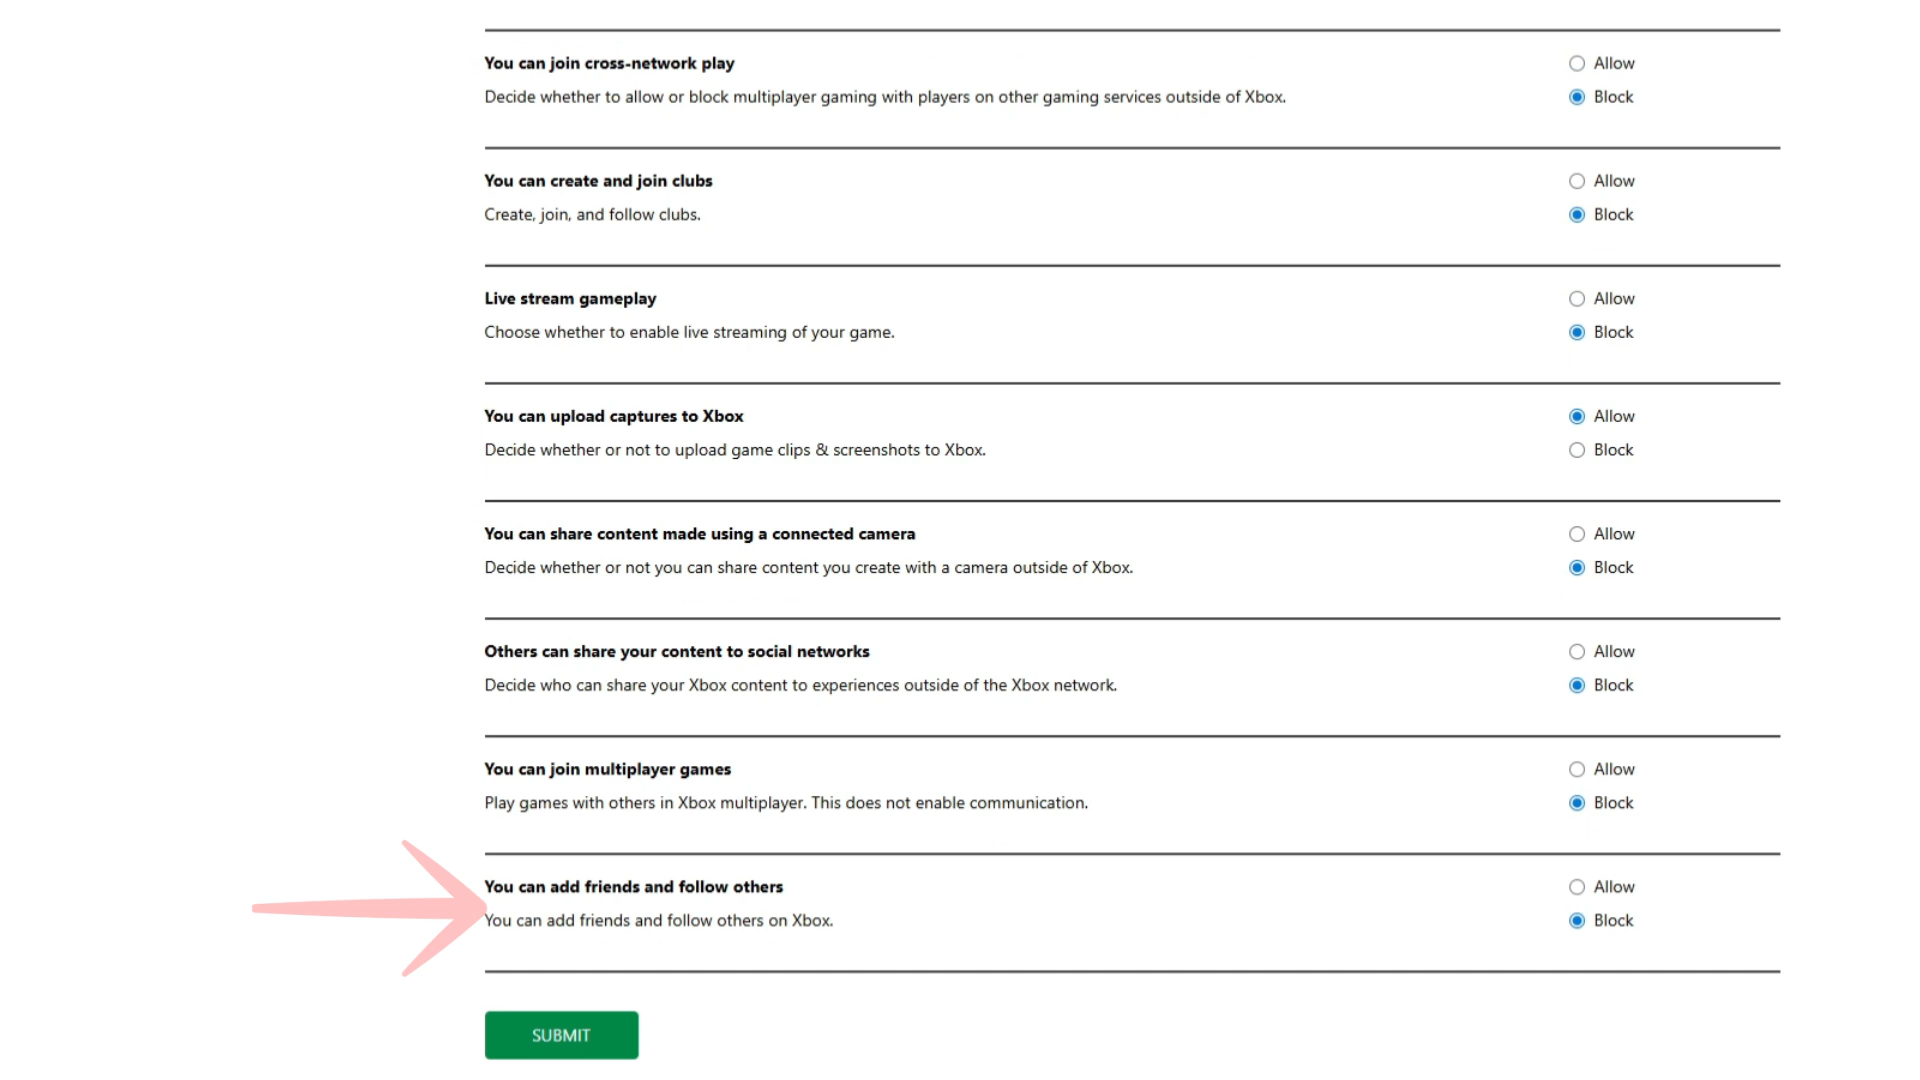 You can join cross-network play
Allow
Decide whether to allow or block multiplayer gaming with players on other gaming services outside of Xbox.
Block
You can create and join clubs
Allow
Create, join, and follow clubs.
Block
Live stream gameplay
Allow
Choose whether to enable live streaming of your game.
Block
You can upload captures to Xbox
Allow
Decide whether or not to upload game clips & screenshots to Xbox.
Block
You can share content made using a connected camera
Allow
Decide whether or not you can share content you create with a camera outside of Xbox.
Block
Others can share your content to social networks
Allow
Decide who can share your Xbox content to experiences outside of the Xbox network.
Block
You can join multiplayer games
Allow
Play games with others in Xbox multiplayer. This does not enable communication.
Block
You can add friends and follow others
Allow
You can add friends and follow others on Xbox.
Block
SUBMIT